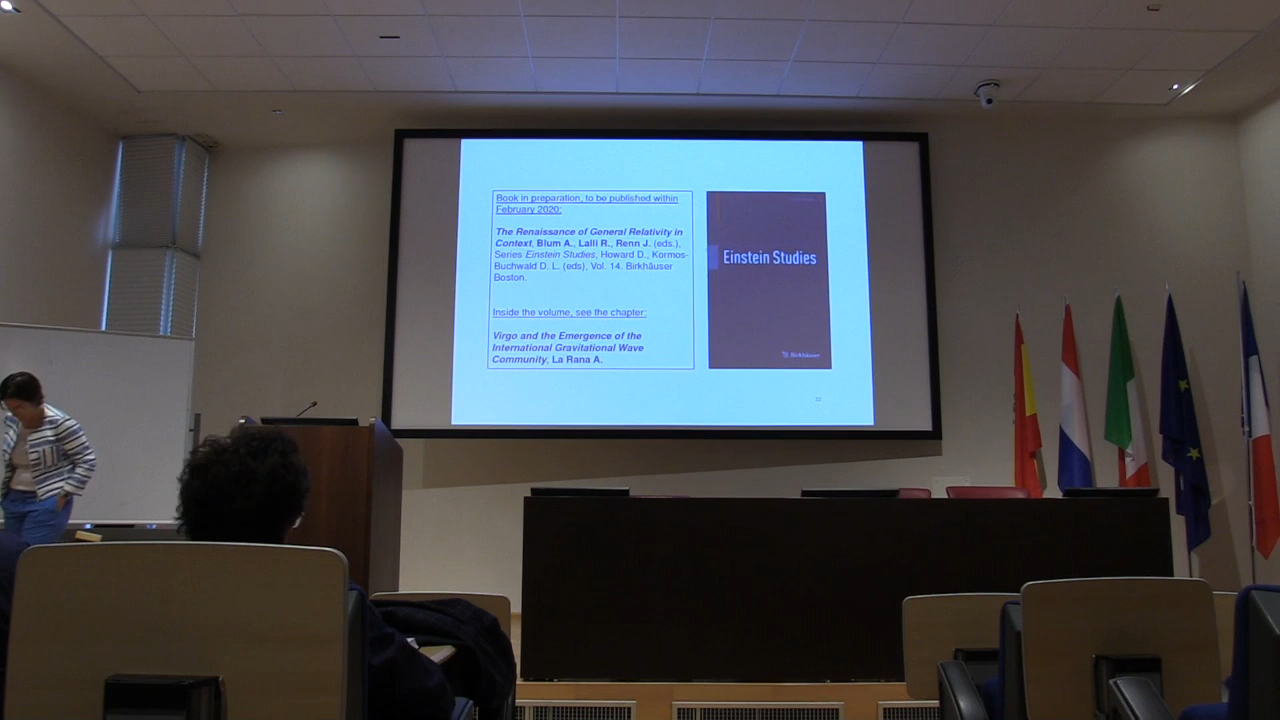 Book in preparation, to be published within
February 2020:
The Renaissance of General Relativity in
Context, Blum A., Lalli R., Renn J. (eds.),
Series Einstein Studies, Howard D., Kormos-
Buchwald D. L. (eds), Vol. 14. Birkhäuser
Boston.
Inside the volume, see the chapter:
Virgo and the Emergence of the
International Gravitational Wave
Community, La Rana A.
Einstein Studies
Birkhäuser